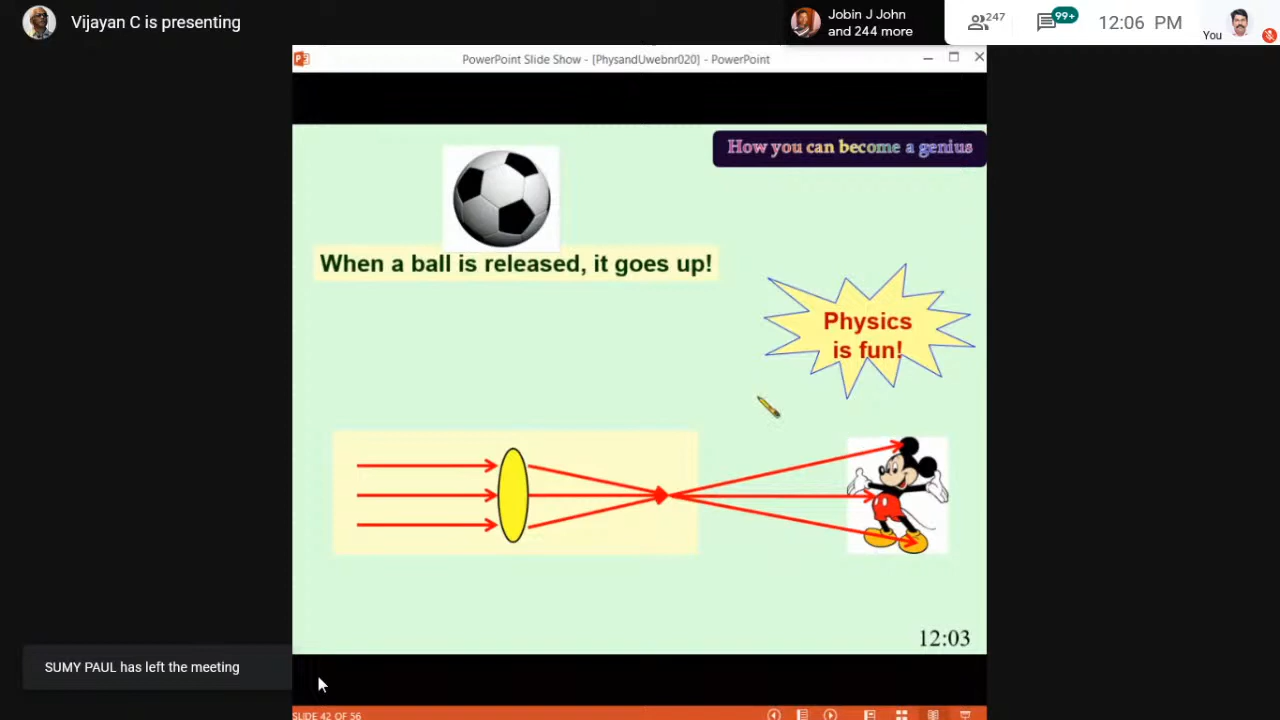 Vijayan C is presenting
Jobin J John
and 244 more
247
99+
12:06 PM
You
PowerPoint Slide Show - [PhysandUwebnr020] - PowerPoint
How you can become a genius
When a ball is released, it goes up!
Physics
is fun!
12:03
SUMY PAUL has left the meeting
SLIDE 42 OF 56